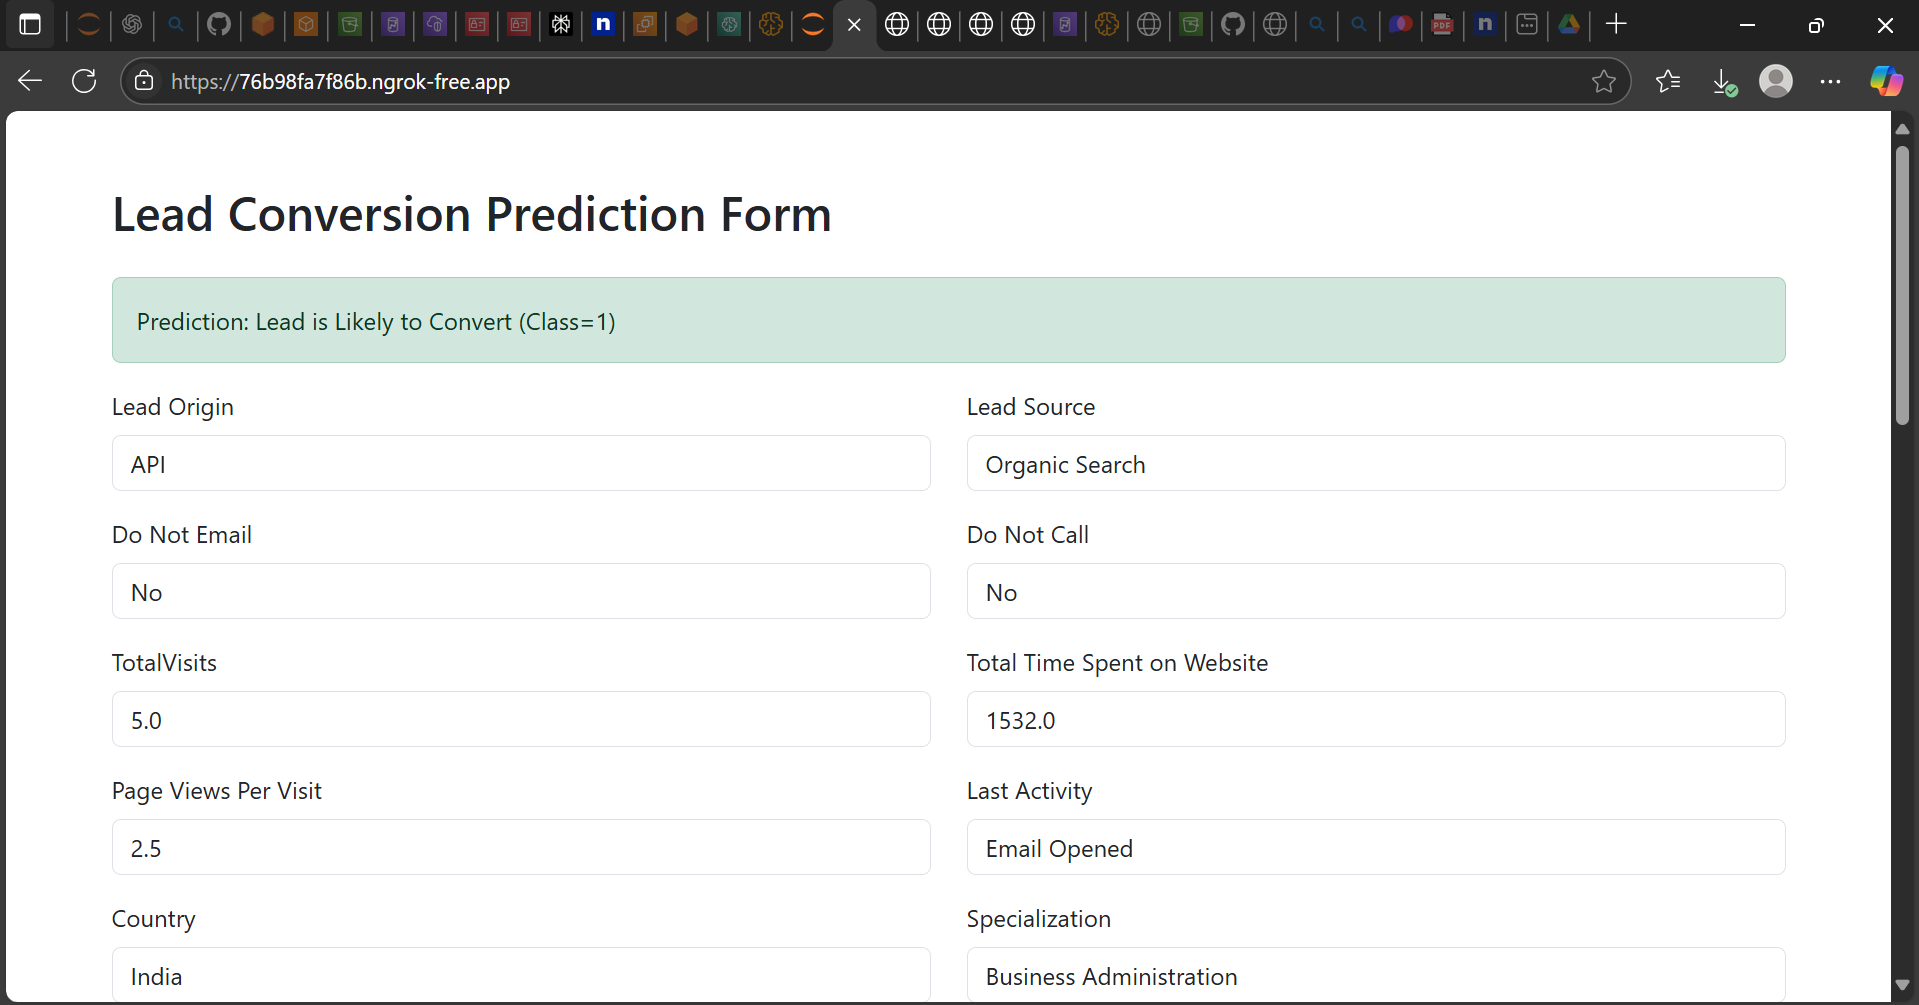 https://76b98fa7f86b.ngrok-free.app
Lead Conversion Prediction Form
Prediction: Lead is Likely to Convert (Class=1)
Lead Origin
Lead Source
API
Organic Search
Do Not Email
Do Not Call
No
No
TotalVisits
Total Time Spent on Website
5.0
1532.0
Page Views Per Visit
Last Activity
2.5
Email Opened
Country
Specialization
India
Business Administration